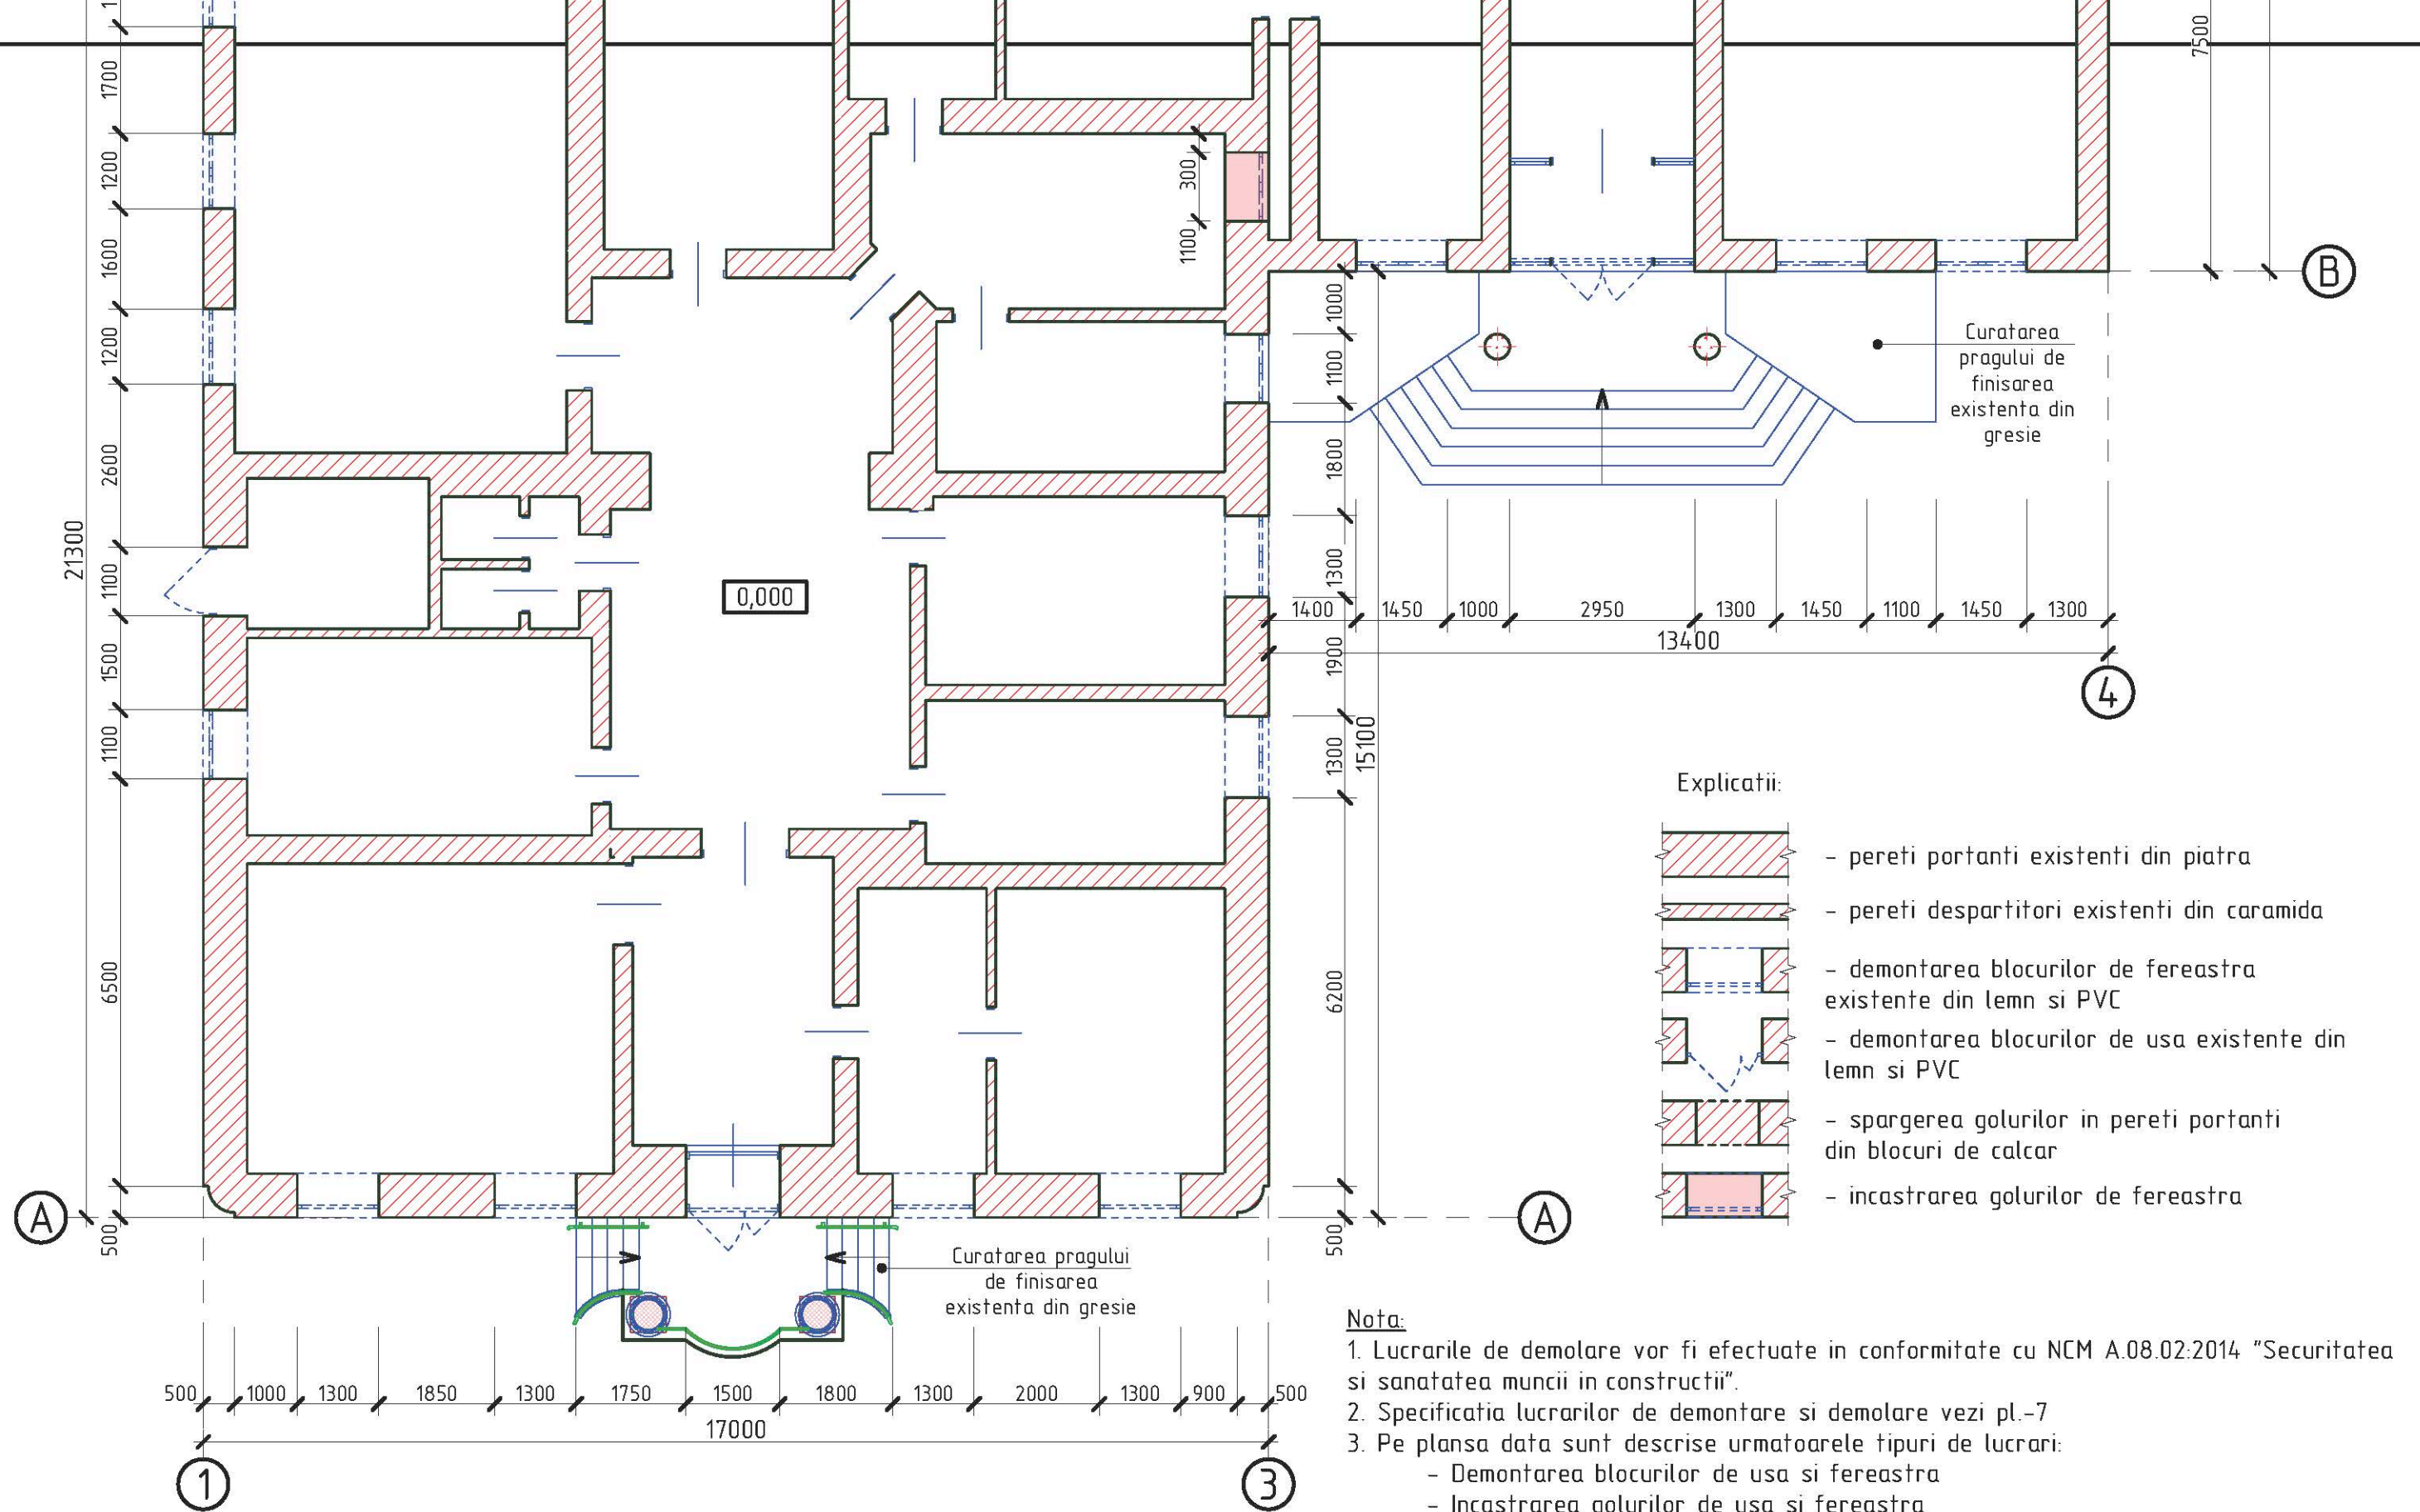 1700
1200
1600
1200
2600
21300
1100
1500
1100
6500
500
A
300
1100
0,000
7500
B
Curatarea
pragului de
finisarea
existenta din
gresie
1000
1100
1800
1300
1900
1300
15100
6200
500
1400 1450 1000 2950 1300 1450 1100 1450 1300
13400
4
Explicatii:
- pereti portanti existenti din piatra
- pereti despartitori existenti din caramida
- demontarea blocurilor de fereastra
existente din lemn si PVC
- demontarea blocurilor de usa existente din
lemn si PVC
- spargerea golurilor in pereti portanti
din blocuri de calcar
- incastrarea golurilor de fereastra
A
Curatarea pragului
de finisarea
existenta din gresie
500 1000 1300 1850 1300 1750 1500 1800 1300 2000 1300 900 500
17000
1
3
Nota:
1. Lucrarile de demolare vor fi efectuate in conformitate cu NCM A.08.02:2014 "Securitatea
si sanatatea muncii in constructii".
2. Specificatia lucrarilor de demontare si demolare vezi pl.-7
3. Pe plansa data sunt descrise urmatoarele tipuri de lucrari:
- Demontarea blocurilor de usa si fereastra
- Incastrarea golurilor de usa si fereastra